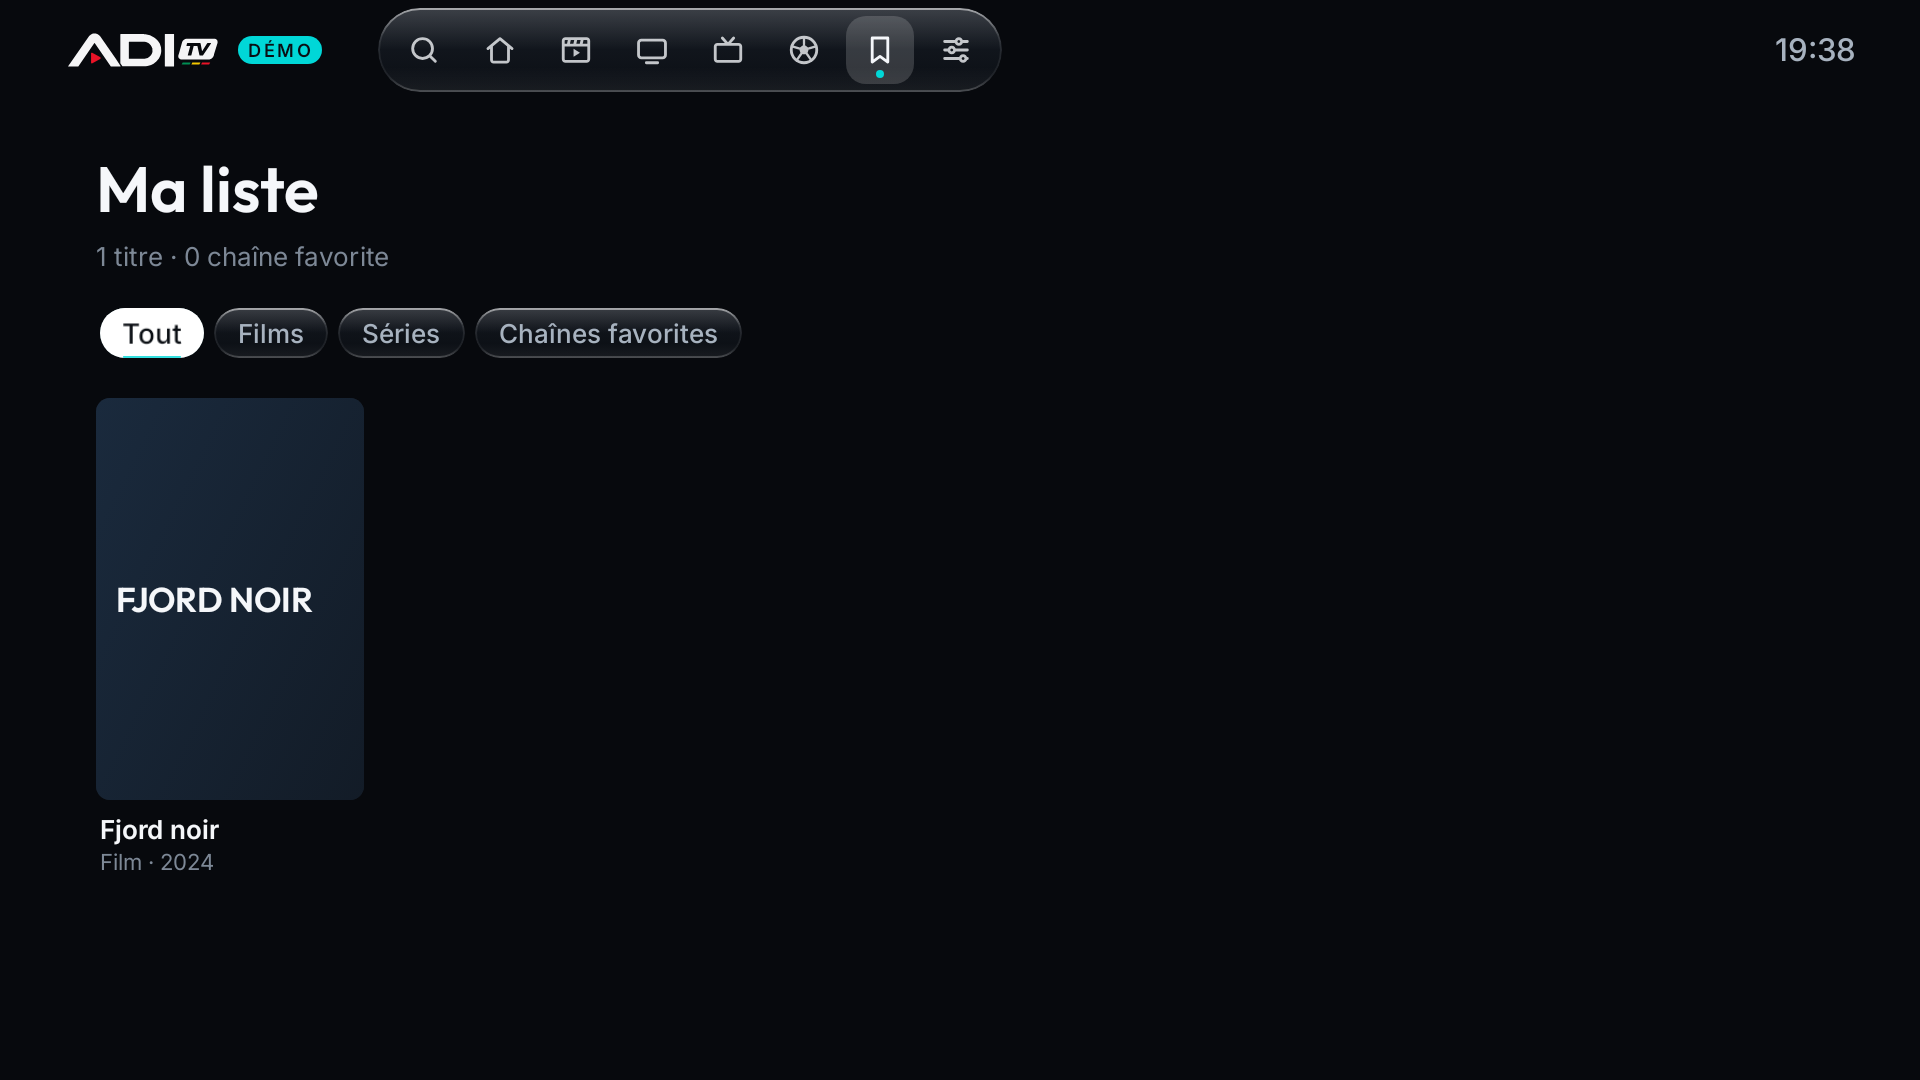 ADI TV DÉMO
19:38
Ma liste
1 titre · 0 chaîne favorite
Tout Films Séries Chaînes favorites
FJORD NOIR
Fjord noir
Film · 2024